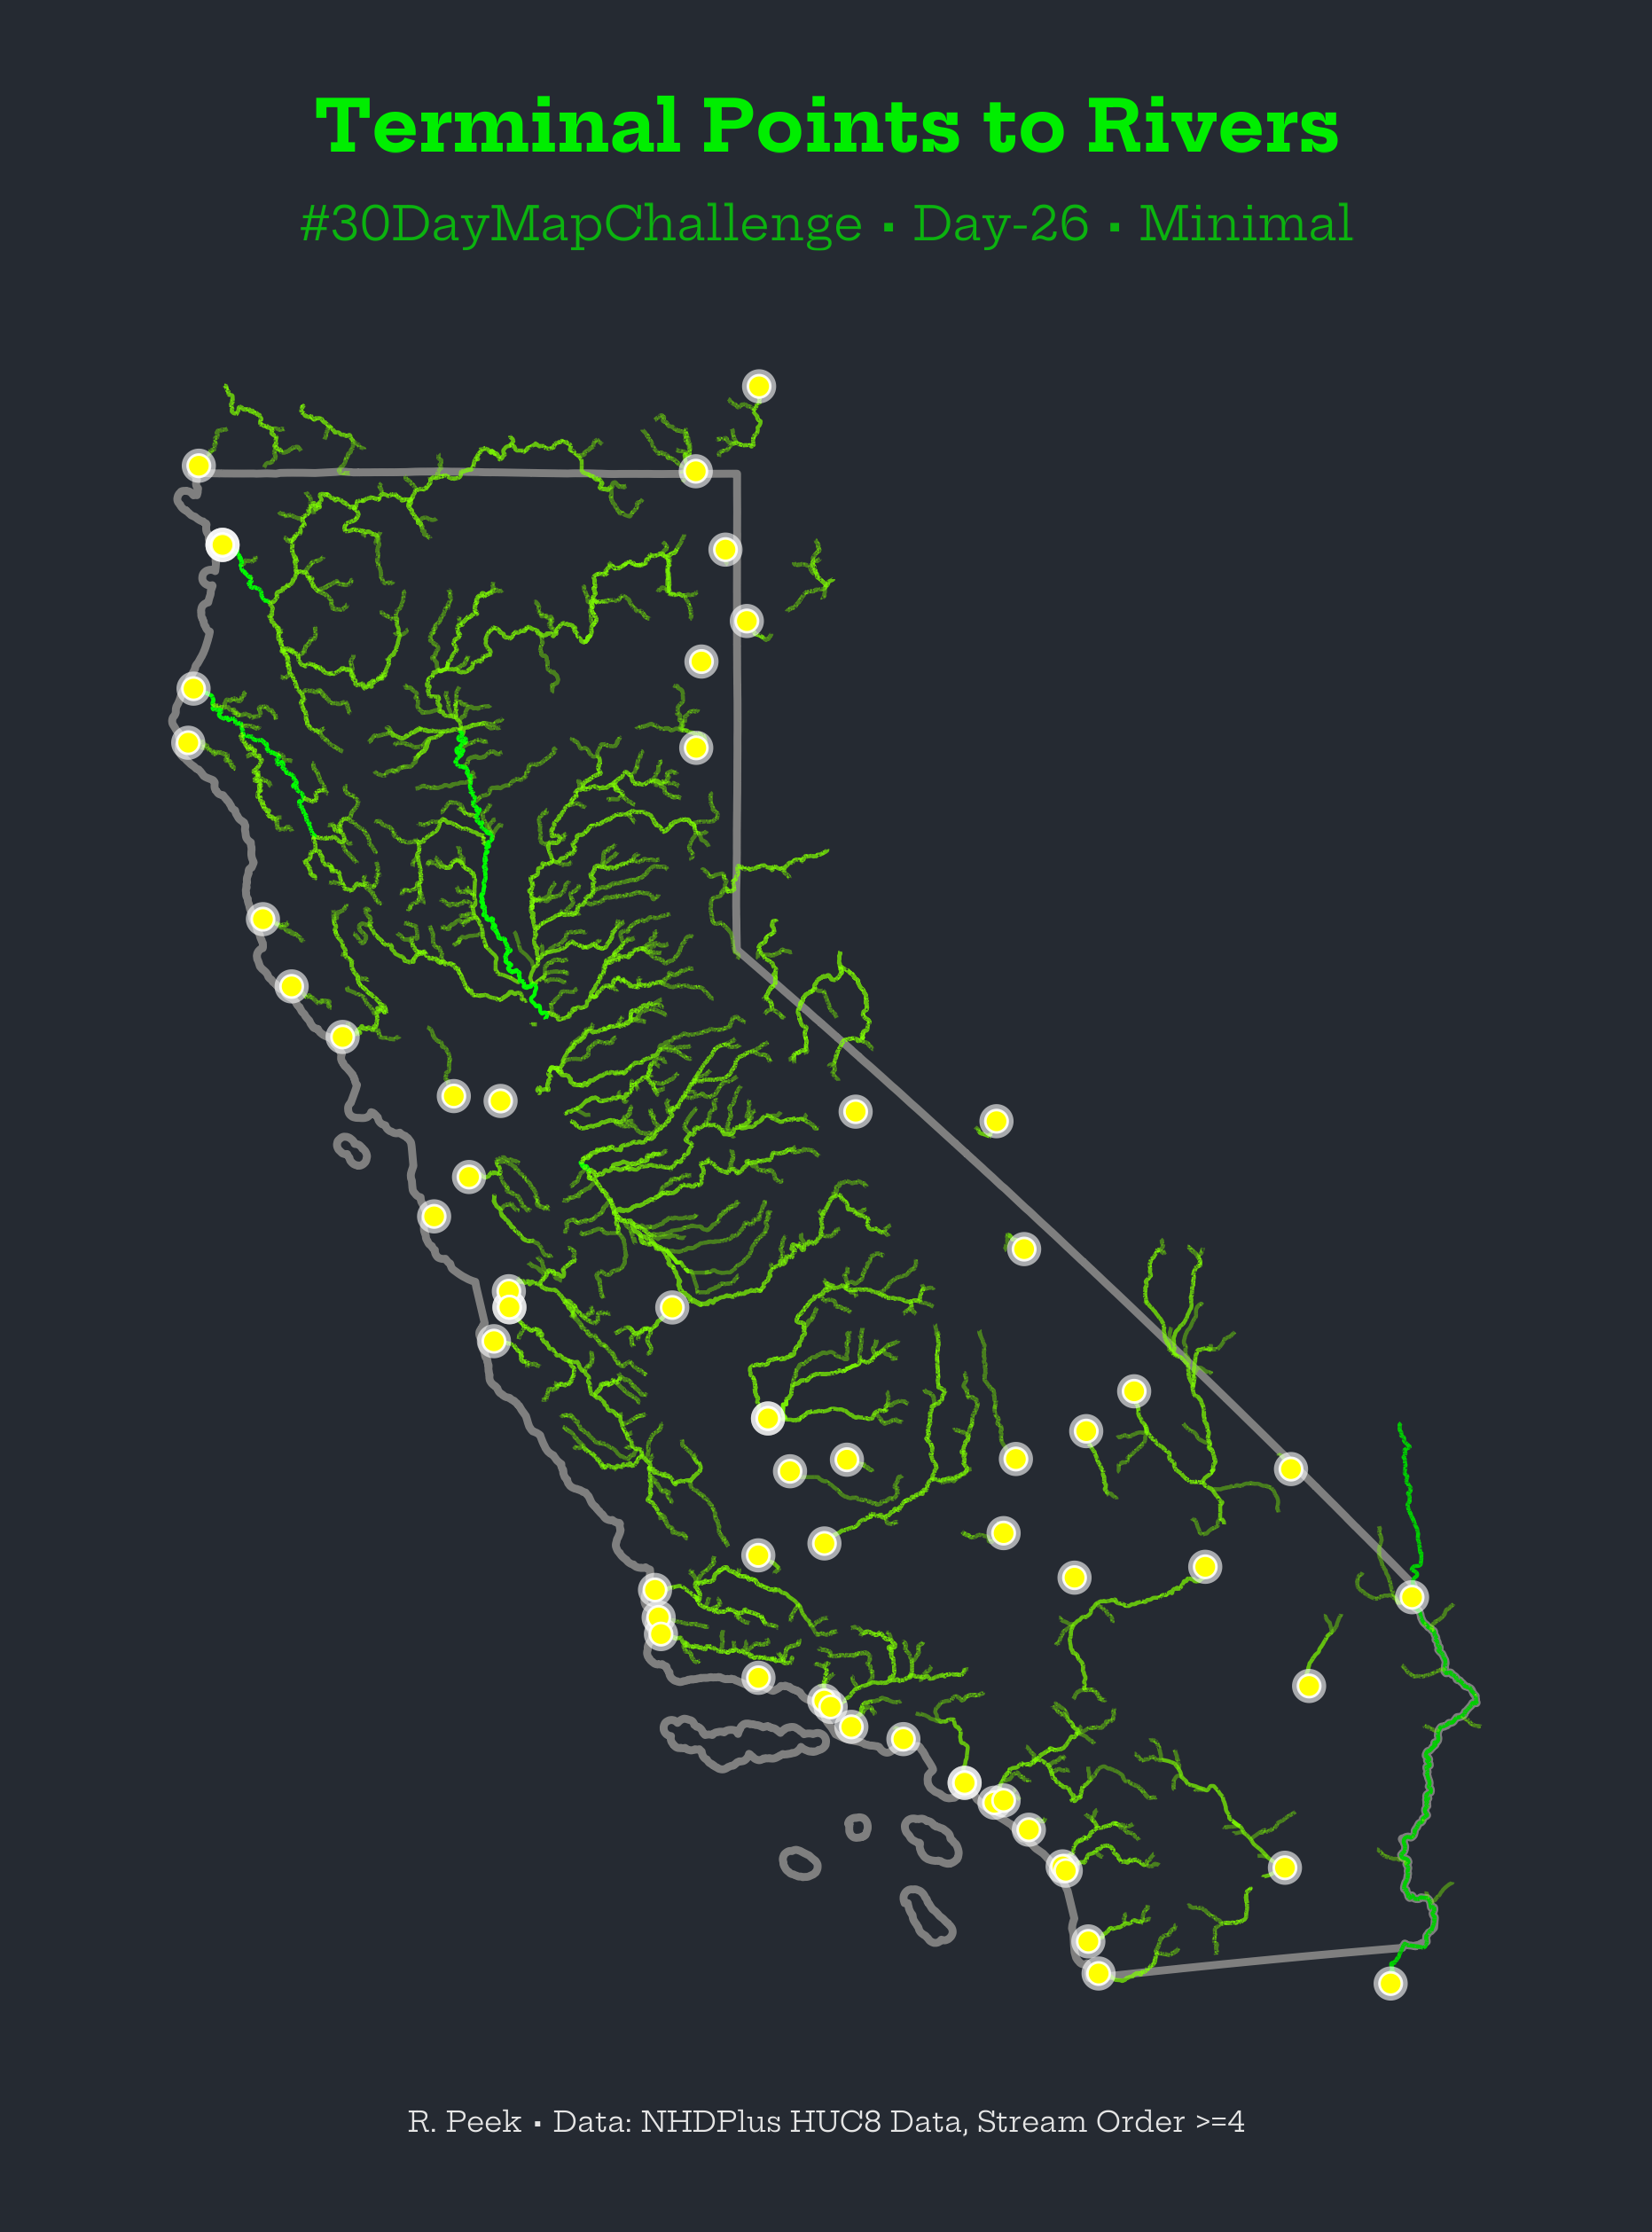 Terminal Points to Rivers
#30DayMapChallenge ▪ Day-26 ▪ Minimal
R. Peek ▪ Data: NHDPlus HUC8 Data, Stream Order >=4